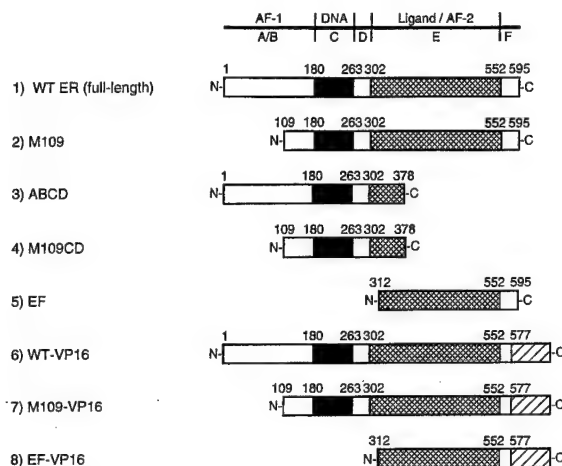 AF-1 DNA Ligand / AF-2
A/B C D E F
1 180 263 302 552 595
1) WT ER (full-length) N- -C
109 180 263 302 552 595
2) M109 N- -C
1 180 263 302 378
3) ABCD N- -C
109 180 263 302 378
4) M109CD N- -C
312 552 595
5) EF N- -C
1 180 263 302 552 577
6) WT-VP16 N- -C
109 180 263 302 552 577
7) M109-VP16 N- -C
312 552 577
8) EF-VP16 N- -C